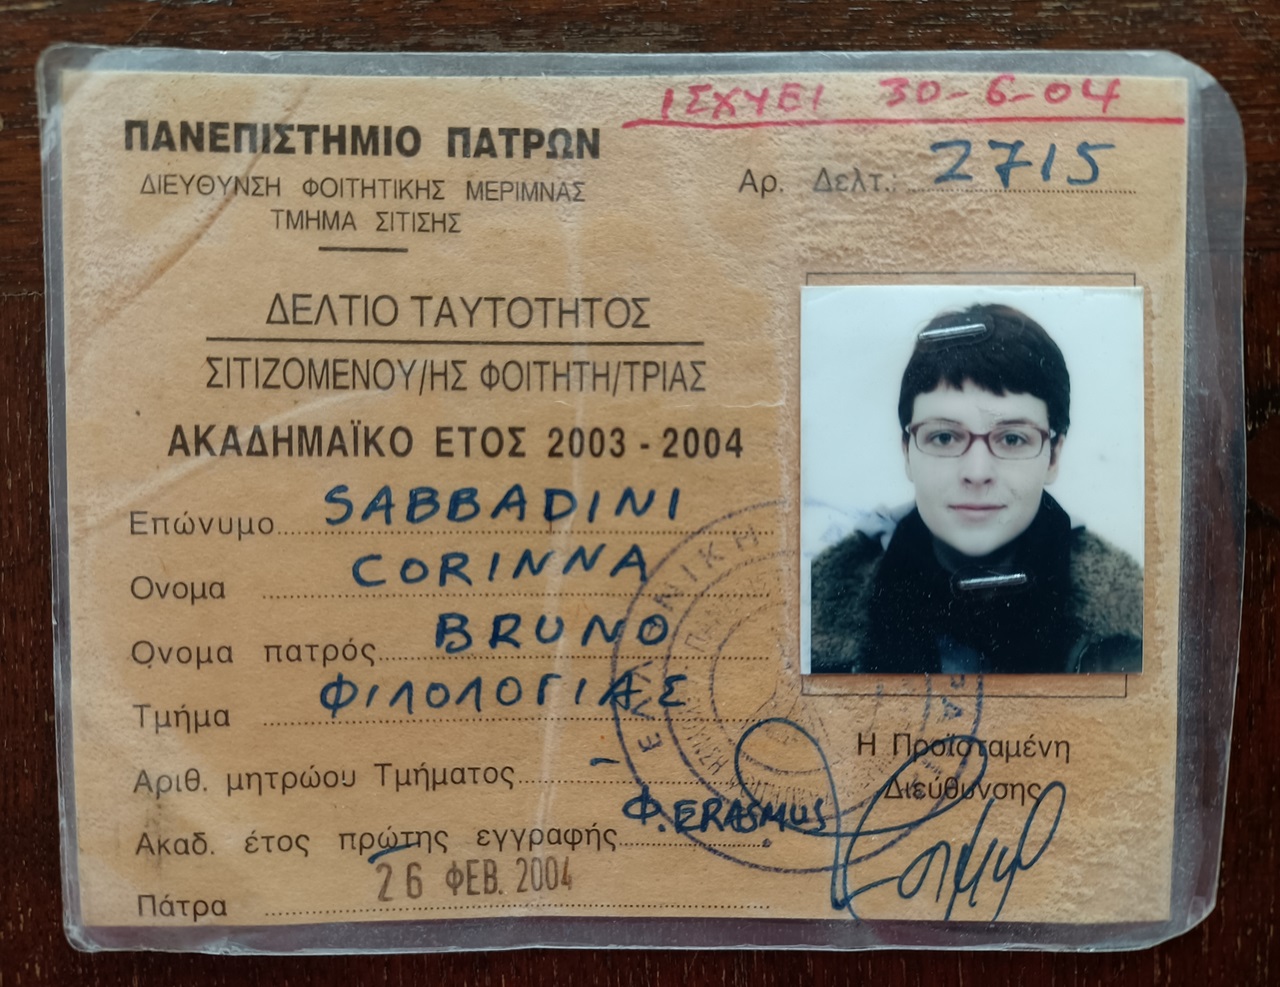 ΙΣΧΥΕΙ 30-6-04
ΠΑΝΕΠΙΣΤΗΜΙΟ ΠΑΤΡΩΝ
ΔΙΕΥΘΥΝΣΗ ΦΟΙΤΗΤΙΚΗΣ ΜΕΡΙΜΝΑΣ
ΤΜΗΜΑ ΣΙΤΙΣΗΣ
Αρ. Δελτ.: 2715
ΔΕΛΤΙΟ ΤΑΥΤΟΤΗΤΟΣ
ΣΙΤΙΖΟΜΕΝΟΥ/ΗΣ ΦΟΙΤΗΤΗ/ΤΡΙΑΣ
ΑΚΑΔΗΜΑΪΚΟ ΕΤΟΣ 2003 - 2004
Επώνυμο SABBADINI
Ονομα CORINNA
Ονομα πατρός BRUNO
Τμήμα ΦΙΛΟΛΟΓΙΑΣ
Αριθ. μητρώου Τμήματος -
Ακαδ. έτος πρώτης εγγραφής Φ. ERASMUS
Πάτρα 26 ΦΕΒ. 2004
Η Προϊσταμένη
Διεύθυνσης